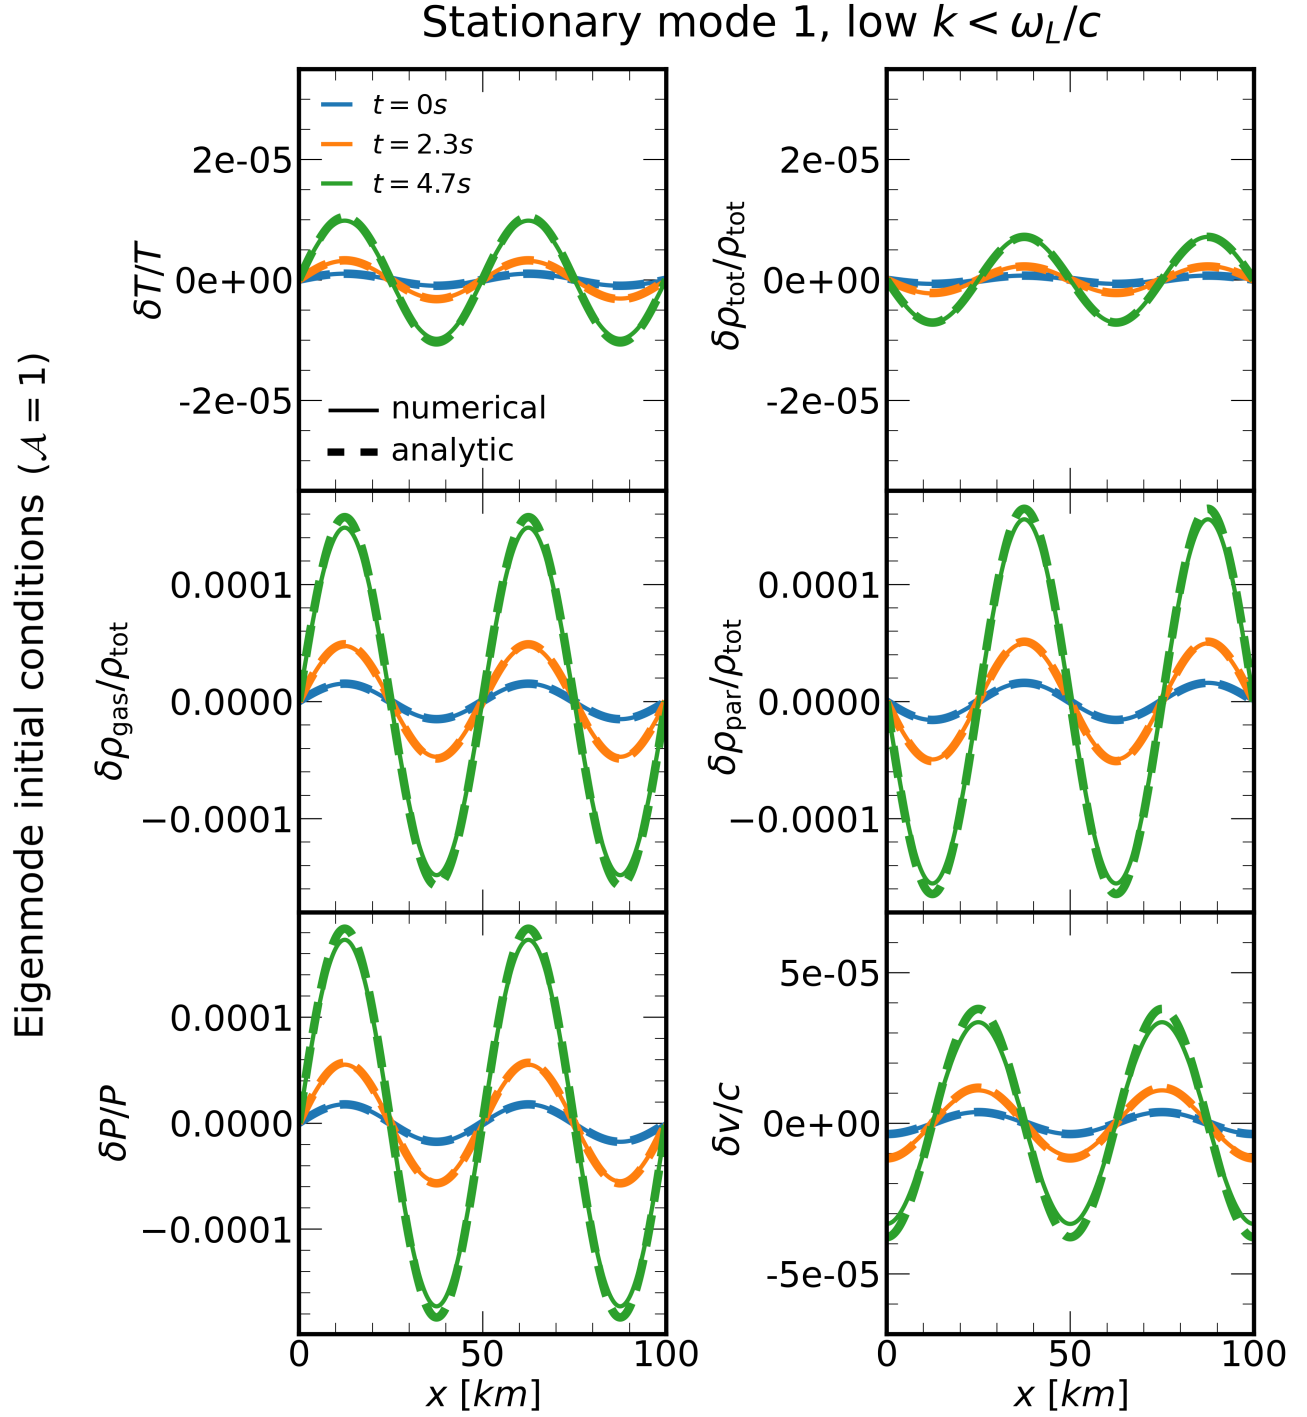 Stationary mode 1, low k < ω_L/c
Eigenmode initial conditions (𝒜 = 1)
t = 0s
t = 2.3s
t = 4.7s
numerical
analytic
δT/T
2e-05
0e+00
-2e-05
δρ_tot/ρ_tot
2e-05
0e+00
-2e-05
δρ_gas/ρ_tot
0.0001
0.0000
−0.0001
δρ_par/ρ_tot
0.0001
0.0000
−0.0001
δP/P
0.0001
0.0000
−0.0001
δv/c
5e-05
0e+00
-5e-05
0 50 100
0 50 100
x [km]
x [km]